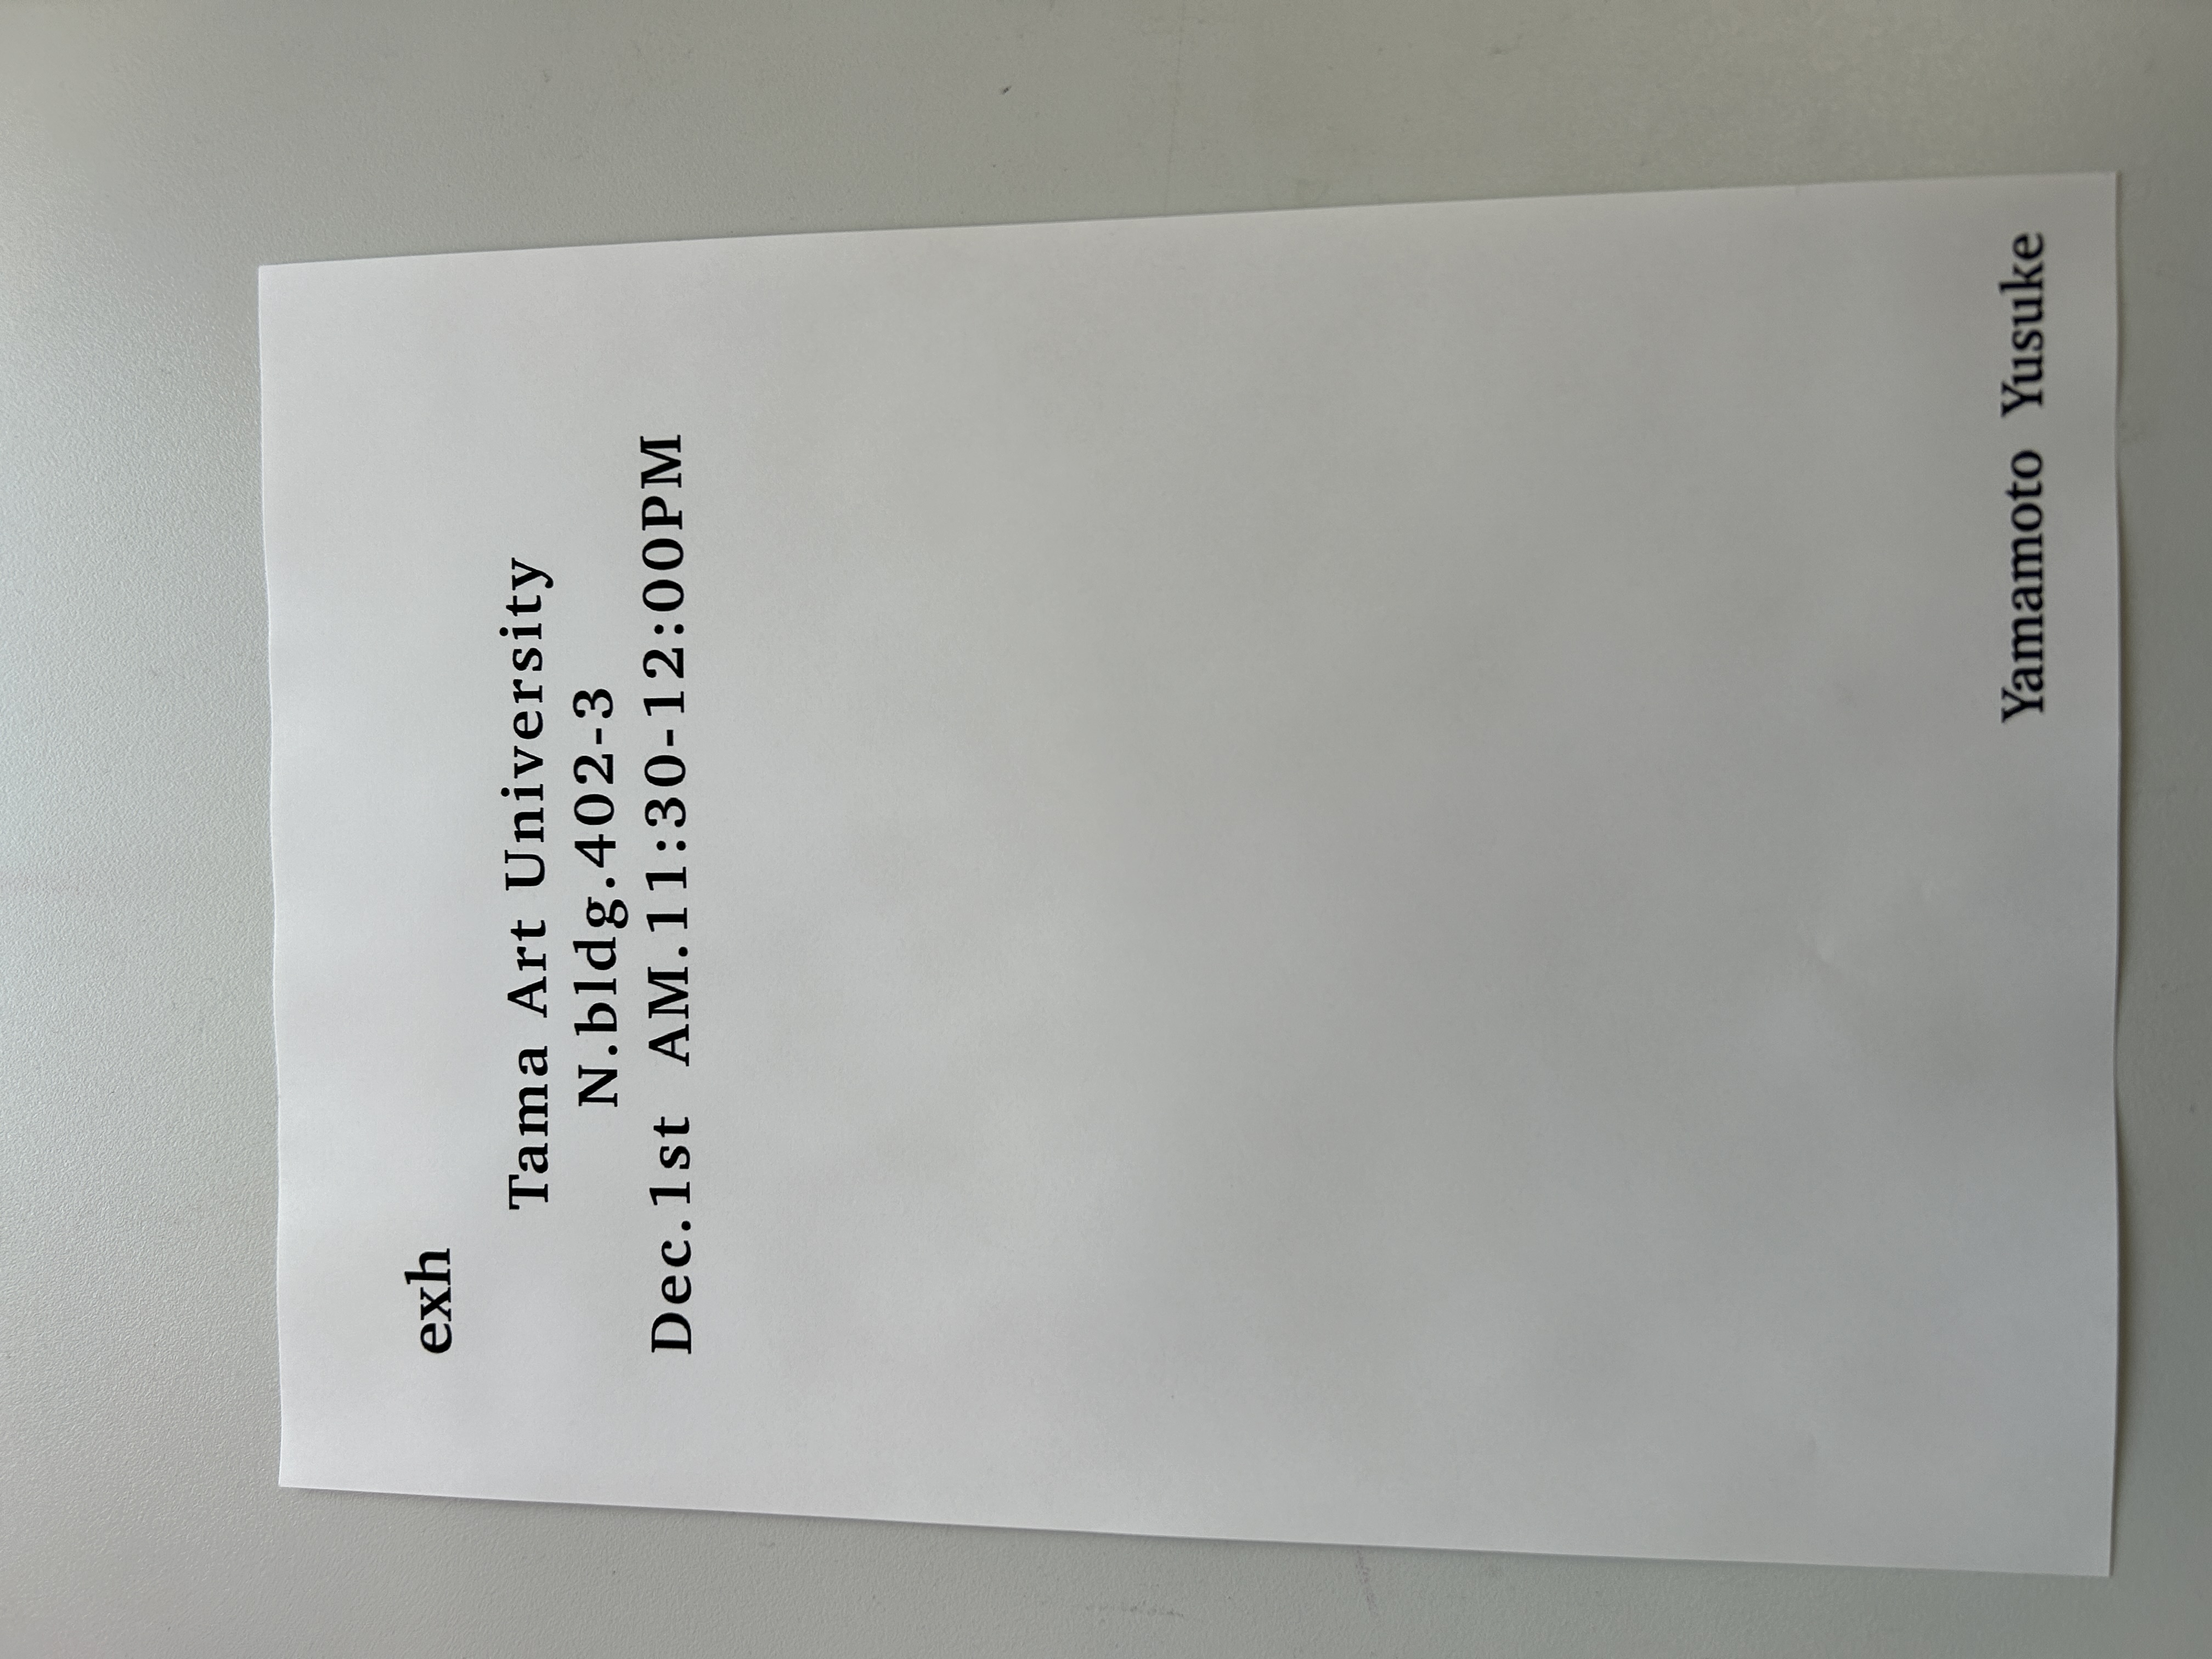 exh
Tama Art University
N.bldg.402-3
Dec.1st AM.11:30-12:00PM
Yamamoto Yusuke